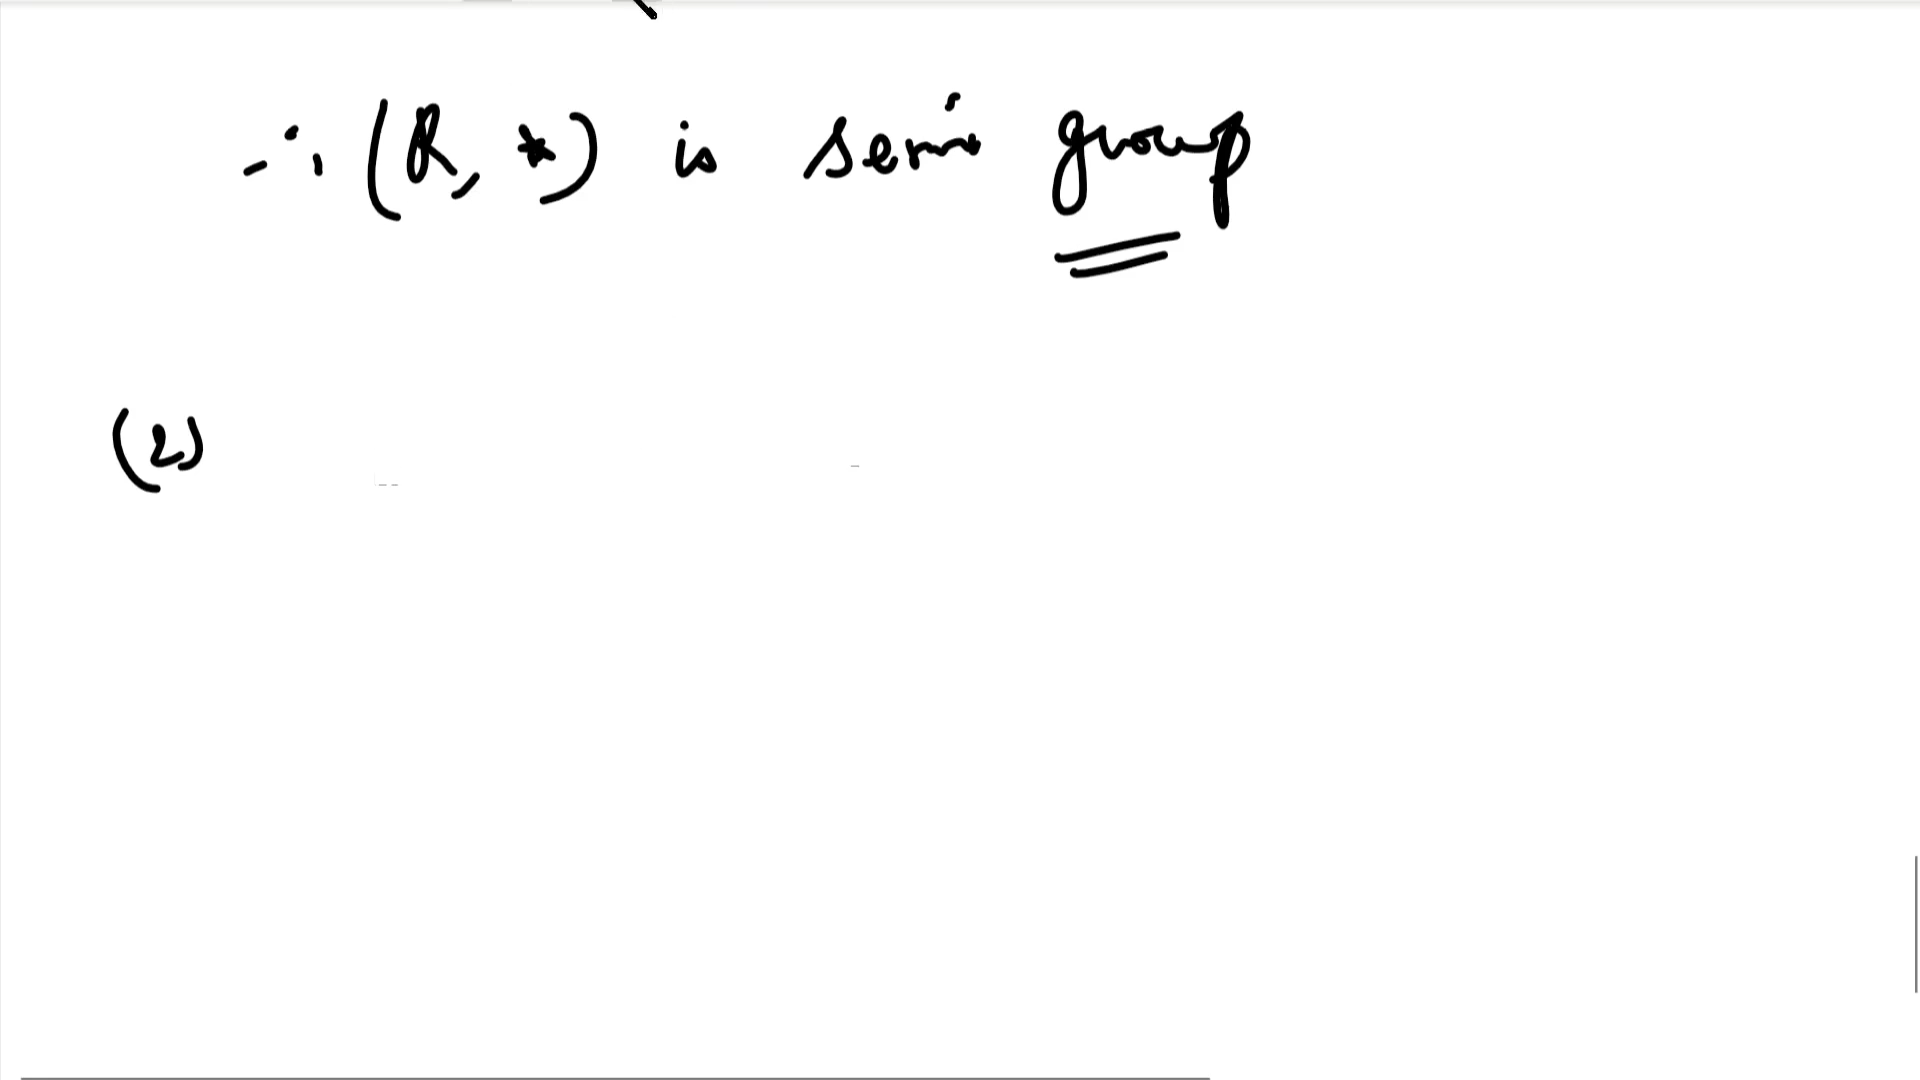 ∴ (R, *) is semi group
(2)